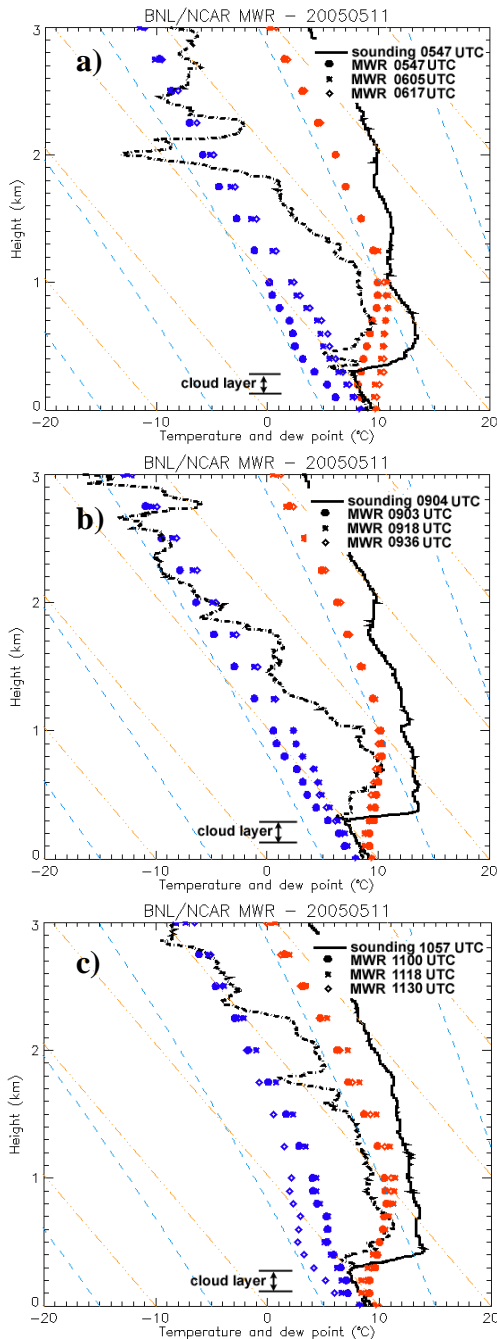 BNL/NCAR MWR - 20050511
a)
sounding 0547 UTC
MWR 0547 UTC
MWR 0605 UTC
MWR 0617 UTC
3
2
1
0
Height (km)
cloud layer
-20 -10 0 10 20
Temperature and dew point (°C)
BNL/NCAR MWR - 20050511
b)
sounding 0904 UTC
MWR 0903 UTC
MWR 0918 UTC
MWR 0936 UTC
3
2
1
0
Height (km)
cloud layer
-20 -10 0 10 20
Temperature and dew point (°C)
BNL/NCAR MWR - 20050511
c)
sounding 1057 UTC
MWR 1100 UTC
MWR 1118 UTC
MWR 1130 UTC
3
2
1
0
Height (km)
cloud layer
-20 -10 0 10 20
Temperature and dew point (°C)